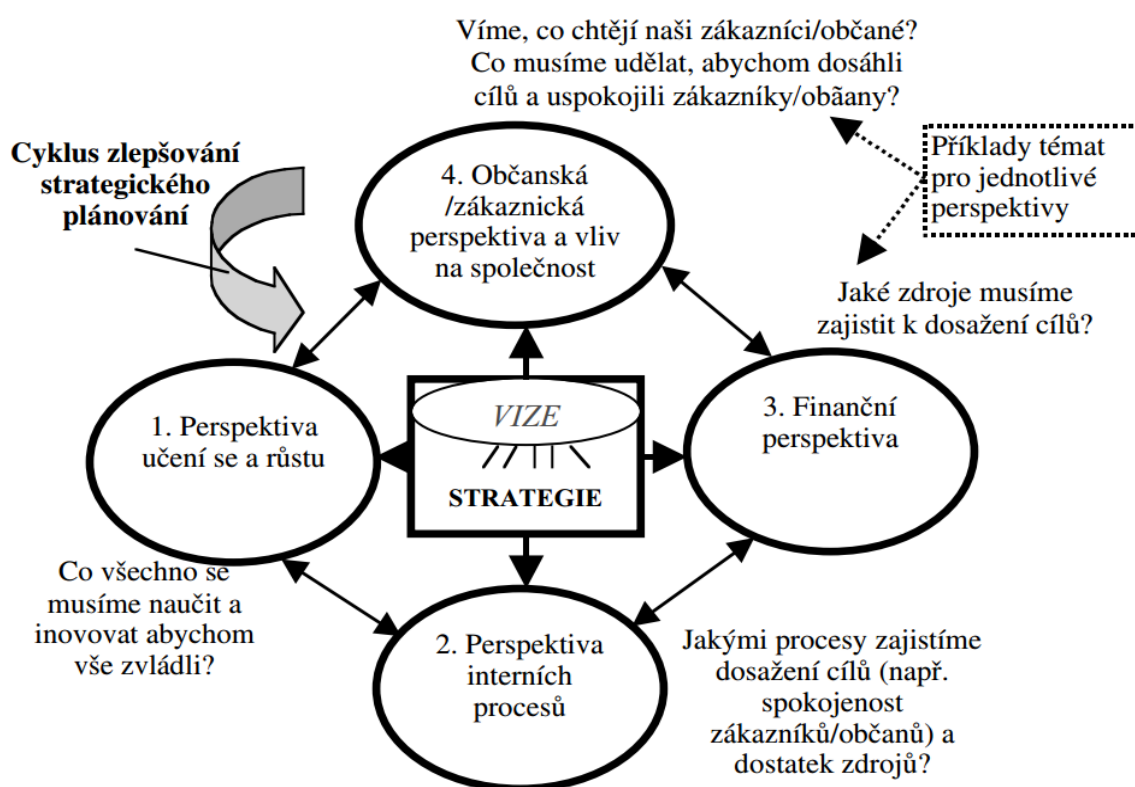 Víme, co chtějí naši zákazníci/občané?
Co musíme udělat, abychom dosáhli
cílů a uspokojili zákazníky/obãany?
Cyklus zlepšování
strategického
plánování
Příklady témat
pro jednotlivé
perspektivy
4. Občanská
/zákaznická
perspektiva a vliv
na společnost
Jaké zdroje musíme
zajistit k dosažení cílů?
1. Perspektiva
učení se a růstu
VIZE
STRATEGIE
3. Finanční
perspektiva
Co všechno se
musíme naučit a
inovovat abychom
vše zvládli?
2. Perspektiva
interních
procesů
Jakými procesy zajistíme
dosažení cílů (např.
spokojenost
zákazníků/občanů) a
dostatek zdrojů?